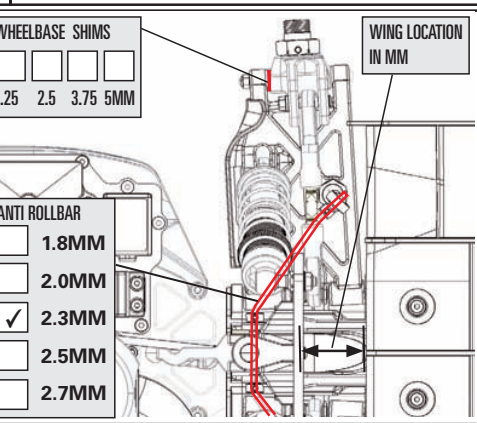 WHEELBASE SHIMS
.25 2.5 3.75 5MM
WING LOCATION
IN MM
ANTI ROLLBAR
1.8MM
2.0MM
✓ 2.3MM
2.5MM
2.7MM